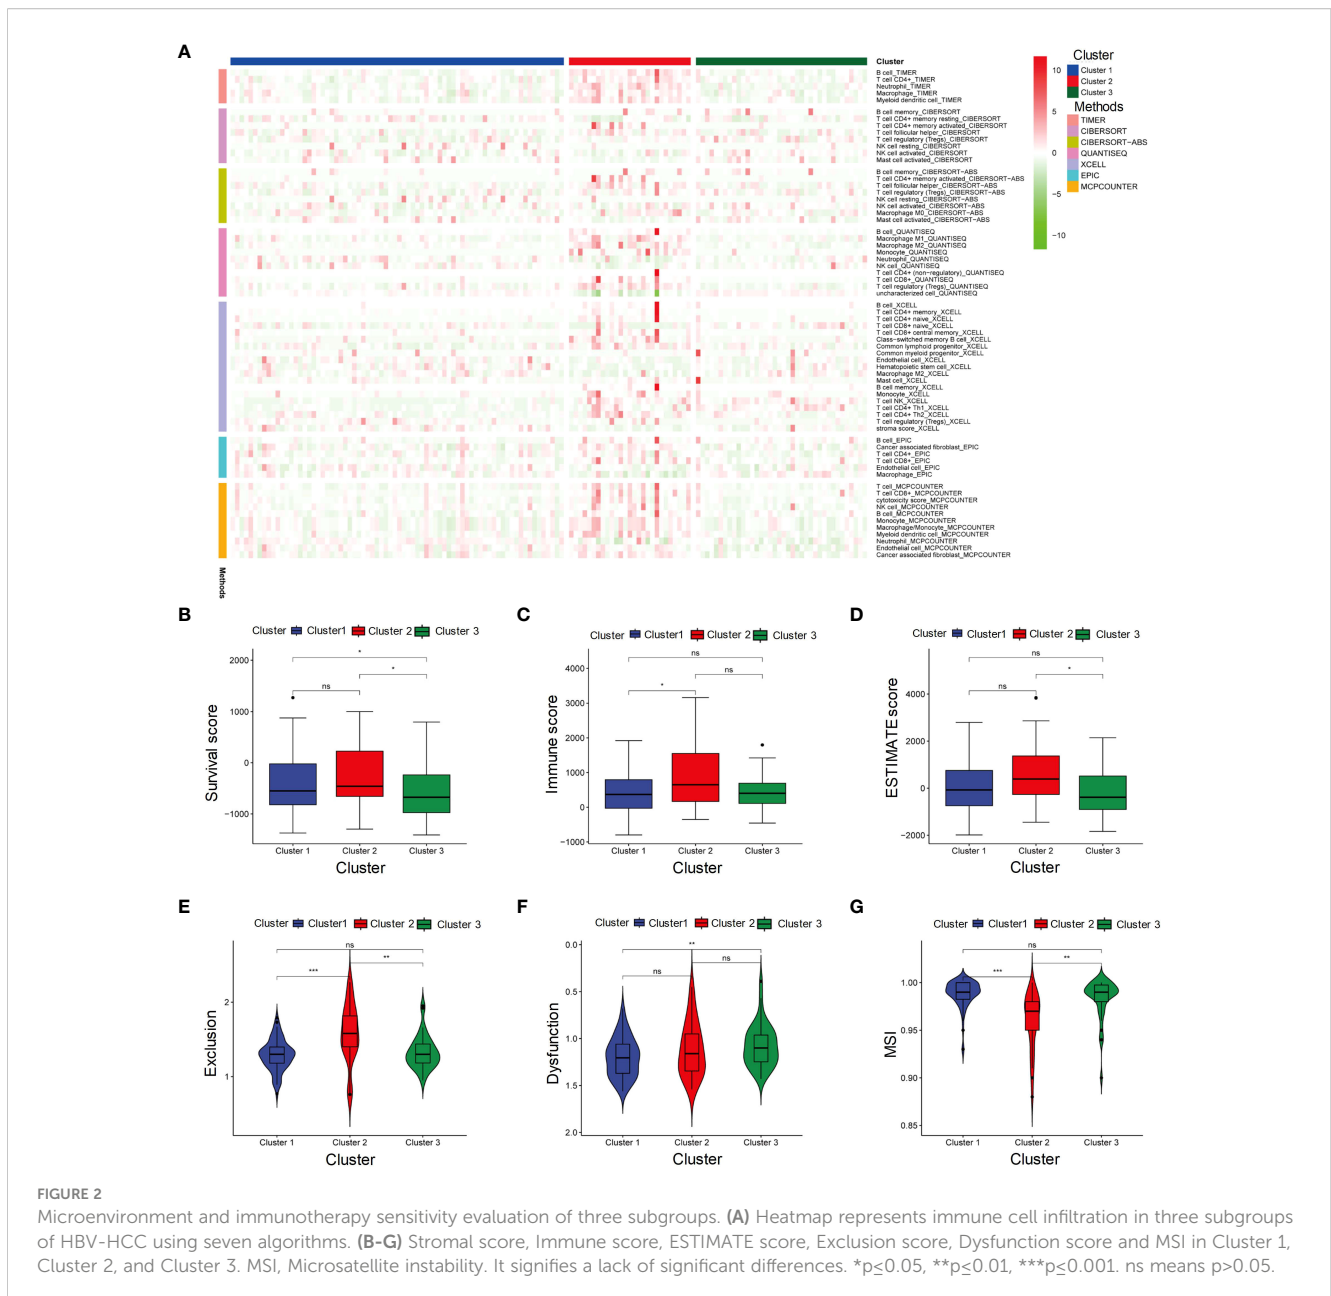 A
Cluster
B cell_TIMER
T cell CD4+_TIMER
Neutrophil_TIMER
Macrophage_TIMER
Myeloid dendritic cell_TIMER
B cell memory_CIBERSORT
T cell CD4+ memory resting_CIBERSORT
T cell CD4+ memory activated_CIBERSORT
T cell follicular helper_CIBERSORT
T cell regulatory (Tregs)_CIBERSORT
NK cell resting_CIBERSORT
NK cell activated_CIBERSORT
Mast cell activated_CIBERSORT
B cell memory_CIBERSORT-ABS
T cell CD4+ memory activated_CIBERSORT-ABS
T cell follicular helper_CIBERSORT-ABS
T cell regulatory (Tregs)_CIBERSORT-ABS
NK cell resting_CIBERSORT-ABS
NK cell activated_CIBERSORT-ABS
Macrophage M0_CIBERSORT-ABS
Mast cell activated_CIBERSORT-ABS
B cell_QUANTISEQ
Macrophage M1_QUANTISEQ
Macrophage M2_QUANTISEQ
Monocyte_QUANTISEQ
Neutrophil_QUANTISEQ
NK cell_QUANTISEQ
T cell CD4+ (non-regulatory)_QUANTISEQ
T cell CD8+_QUANTISEQ
T cell regulatory (Tregs)_QUANTISEQ
uncharacterized cell_QUANTISEQ
B cell_XCELL
T cell CD4+ memory_XCELL
T cell CD4+ naive_XCELL
T cell CD8+ naive_XCELL
T cell CD8+ central memory_XCELL
Class-switched memory B cell_XCELL
Common lymphoid progenitor_XCELL
Common myeloid progenitor_XCELL
Endothelial cell_XCELL
Hematopoietic stem cell_XCELL
Macrophage M2_XCELL
Mast cell_XCELL
B cell memory_XCELL
Monocyte_XCELL
T cell NK_XCELL
T cell CD4+ Th1_XCELL
T cell CD4+ Th2_XCELL
T cell regulatory (Tregs)_XCELL
stroma score_XCELL
B cell_EPIC
Cancer associated fibroblast_EPIC
T cell CD4+_EPIC
T cell CD8+_EPIC
Endothelial cell_EPIC
Macrophage_EPIC
T cell_MCPCOUNTER
T cell CD8+_MCPCOUNTER
cytotoxicity score_MCPCOUNTER
NK cell_MCPCOUNTER
B cell_MCPCOUNTER
Monocyte_MCPCOUNTER
Macrophage/Monocyte_MCPCOUNTER
Myeloid dendritic cell_MCPCOUNTER
Neutrophil_MCPCOUNTER
Endothelial cell_MCPCOUNTER
Cancer associated fibroblast_MCPCOUNTER
Methods
10
5
0
−5
−10
Cluster
Cluster 1
Cluster 2
Cluster 3
Methods
TIMER
CIBERSORT
CIBERSORT-ABS
QUANTISEQ
XCELL
EPIC
MCPCOUNTER
B
Cluster Cluster1 Cluster 2 Cluster 3
Survival score
2000
1000
0
−1000
*
*
ns
Cluster 1 Cluster 2 Cluster 3
Cluster
C
Cluster Cluster1 Cluster 2 Cluster 3
Immune score
4000
3000
2000
1000
0
−1000
ns
ns
*
Cluster 1 Cluster 2 Cluster 3
Cluster
D
Cluster Cluster1 Cluster 2 Cluster 3
ESTIMATE score
4000
2000
0
−2000
ns
*
ns
Cluster 1 Cluster 2 Cluster 3
Cluster
E
Cluster Cluster1 Cluster 2 Cluster 3
Exclusion
2
1
ns
**
***
Cluster 1 Cluster 2 Cluster 3
Cluster
F
Cluster Cluster1 Cluster 2 Cluster 3
Dysfunction
0.0
0.5
1.0
1.5
2.0
**
ns
ns
Cluster 1 Cluster 2 Cluster 3
Cluster
G
Cluster Cluster1 Cluster 2 Cluster 3
MSI
1.00
0.95
0.90
0.85
ns
**
***
Cluster 1 Cluster 2 Cluster 3
Cluster
FIGURE 2
Microenvironment and immunotherapy sensitivity evaluation of three subgroups. (A) Heatmap represents immune cell infiltration in three subgroups
of HBV-HCC using seven algorithms. (B-G) Stromal score, Immune score, ESTIMATE score, Exclusion score, Dysfunction score and MSI in Cluster 1,
Cluster 2, and Cluster 3. MSI, Microsatellite instability. It signifies a lack of significant differences. *p≤0.05, **p≤0.01, ***p≤0.001. ns means p>0.05.